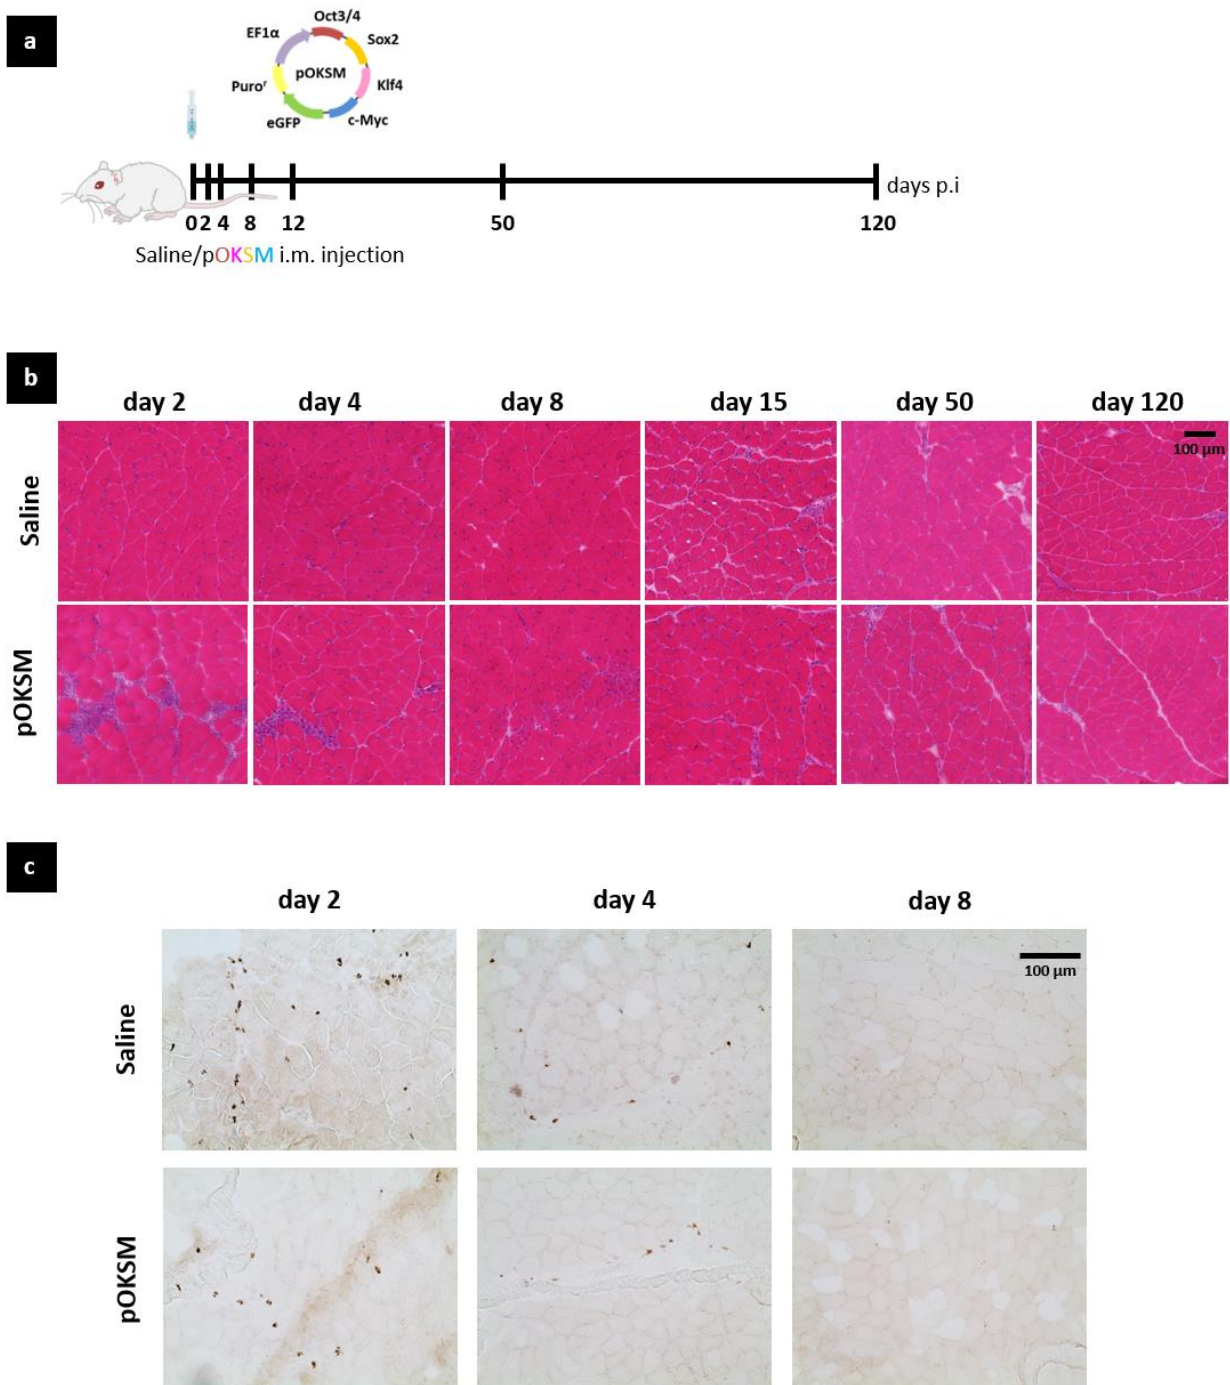 a
Oct3/4
EF1α
Sox2
pOKSM
Puroʳ
Klf4
eGFP
c-Myc
days p.i
0 2 4 8 12 50 120
Saline/pOKSM i.m. injection
b
day 2 day 4 day 8 day 15 day 50 day 120
Saline
100 µm
pOKSM
c
day 2 day 4 day 8
Saline
100 µm
pOKSM